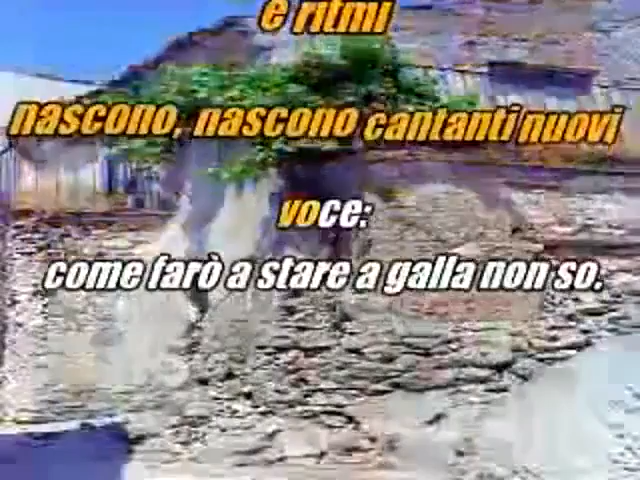 e ritmi
nascono, nascono cantanti nuovi
voce:
come farò a stare a galla non so.